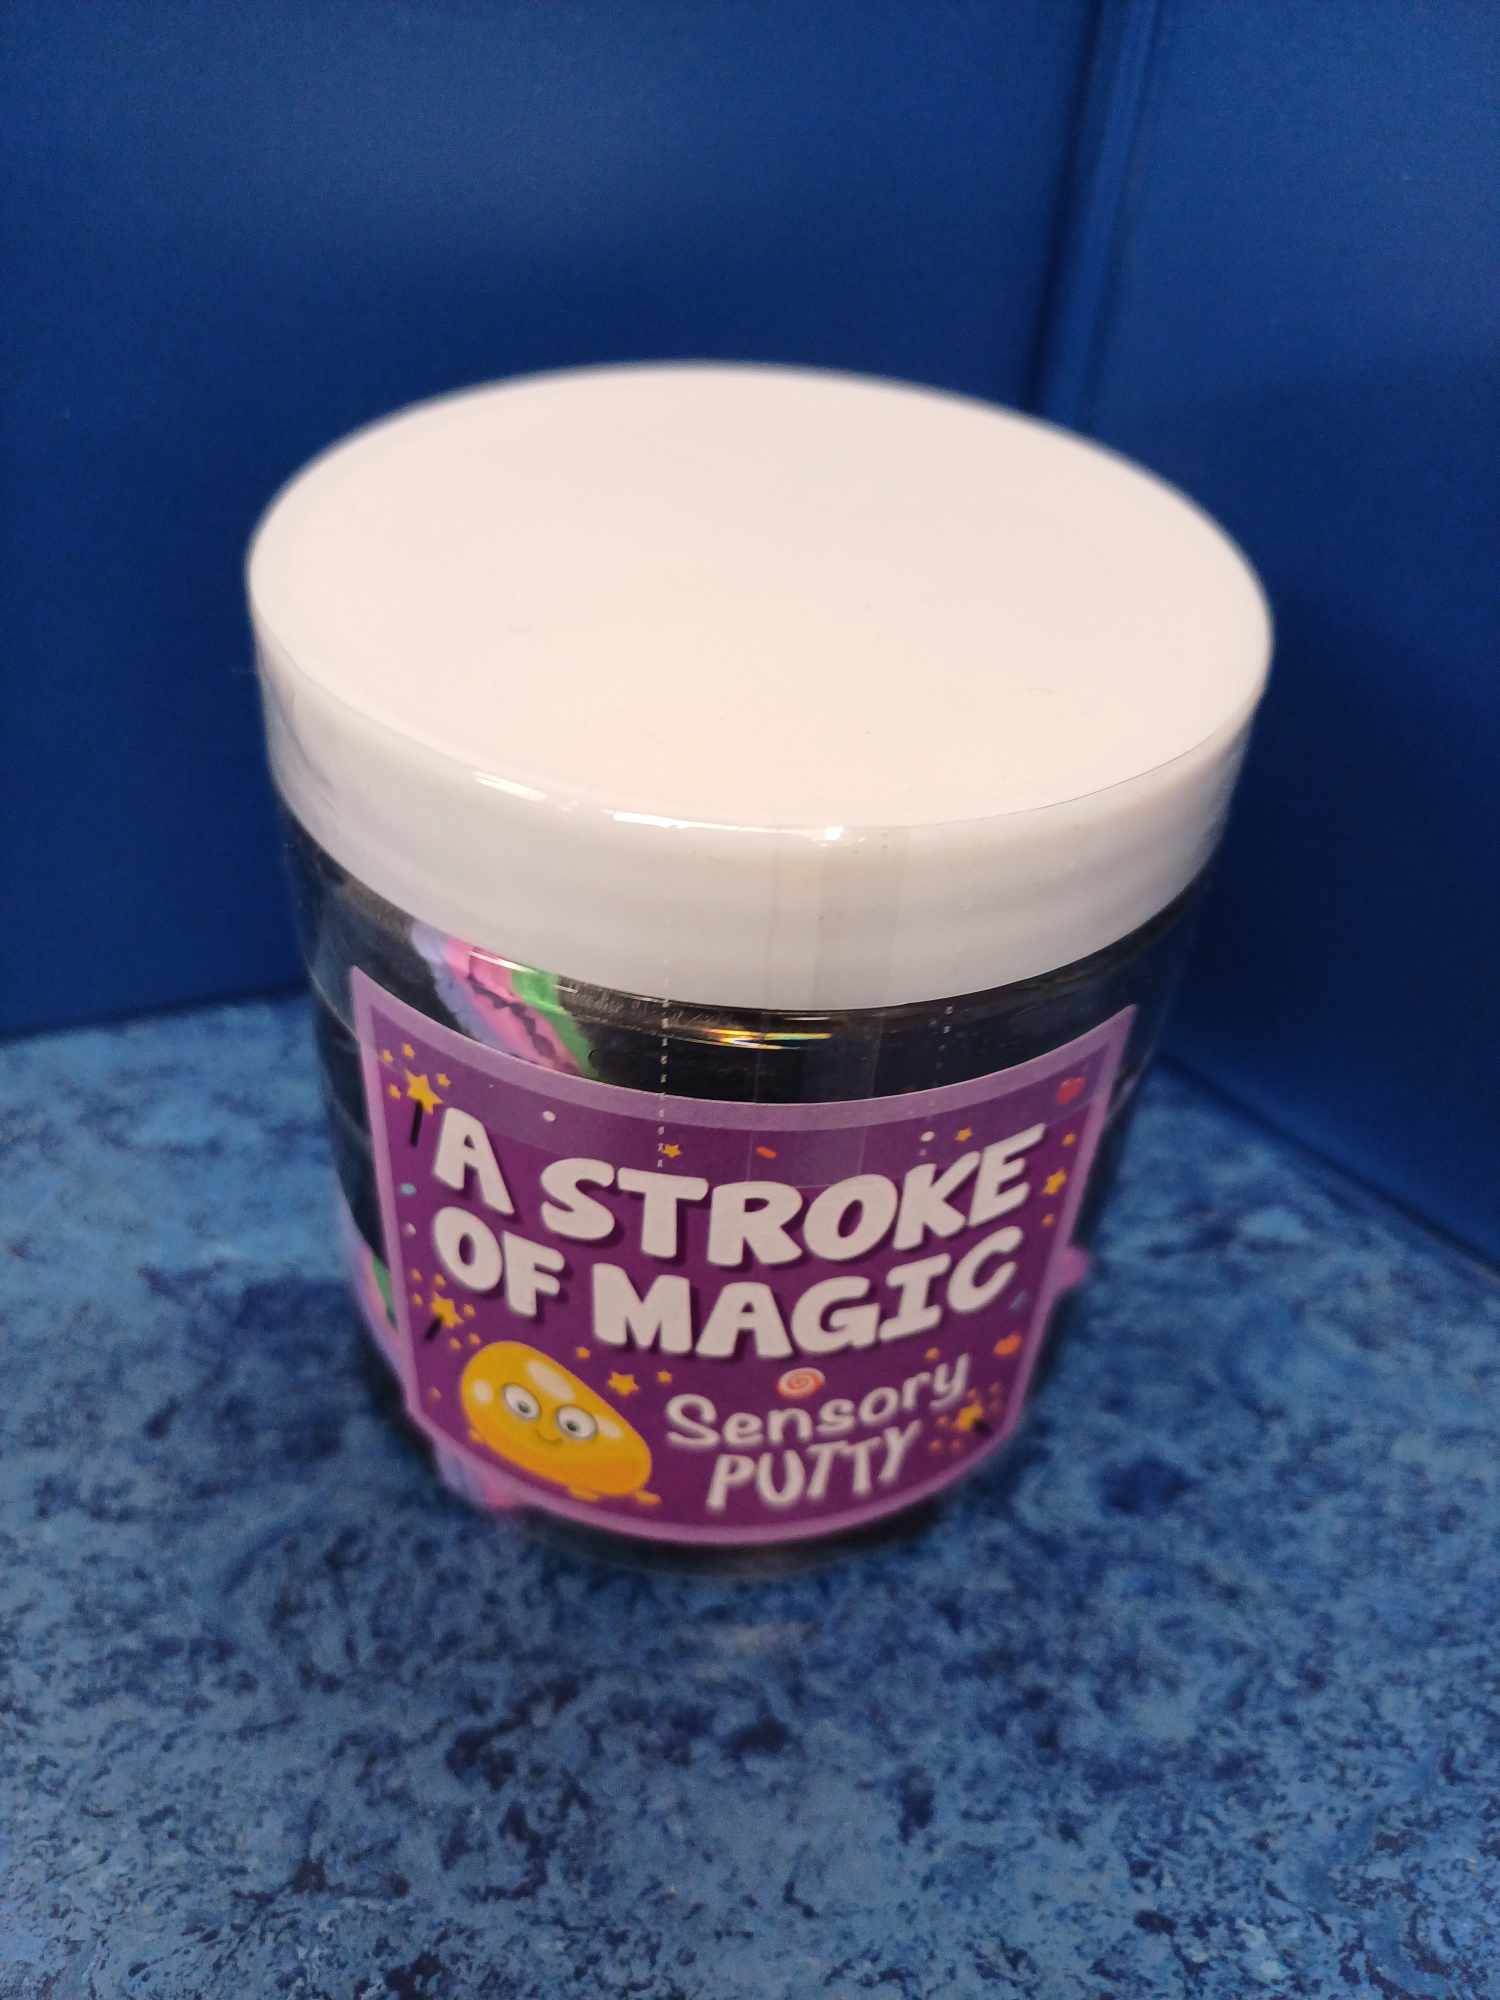 A STROKE
OF MAGIC
Sensory
PUTTY